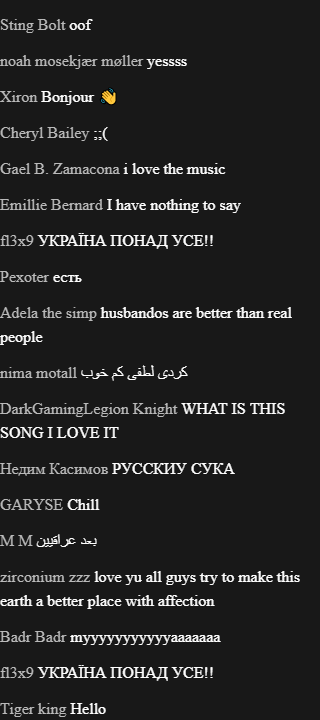 Sting Bolt oof
noah mosekjær møller yessss
Xiron Bonjour 👋
Cheryl Bailey ;;(
Gael B. Zamacona i love the music
Emillie Bernard I have nothing to say
fl3x9 УКРАЇНА ПОНАД УСЕ!!
Pexoter есть
Adela the simp husbandos are better than real
people
nima motall کردی لطفی کم خوب
DarkGamingLegion Knight WHAT IS THIS
SONG I LOVE IT
Недим Касимов РУССКИУ СУКА
GARYSE Chill
M M بعد عراقيين
zirconium zzz love yu all guys try to make this
earth a better place with affection
Badr Badr myyyyyyyyyyyaaaaaaa
fl3x9 УКРАЇНА ПОНАД УСЕ!!
Tiger king Hello